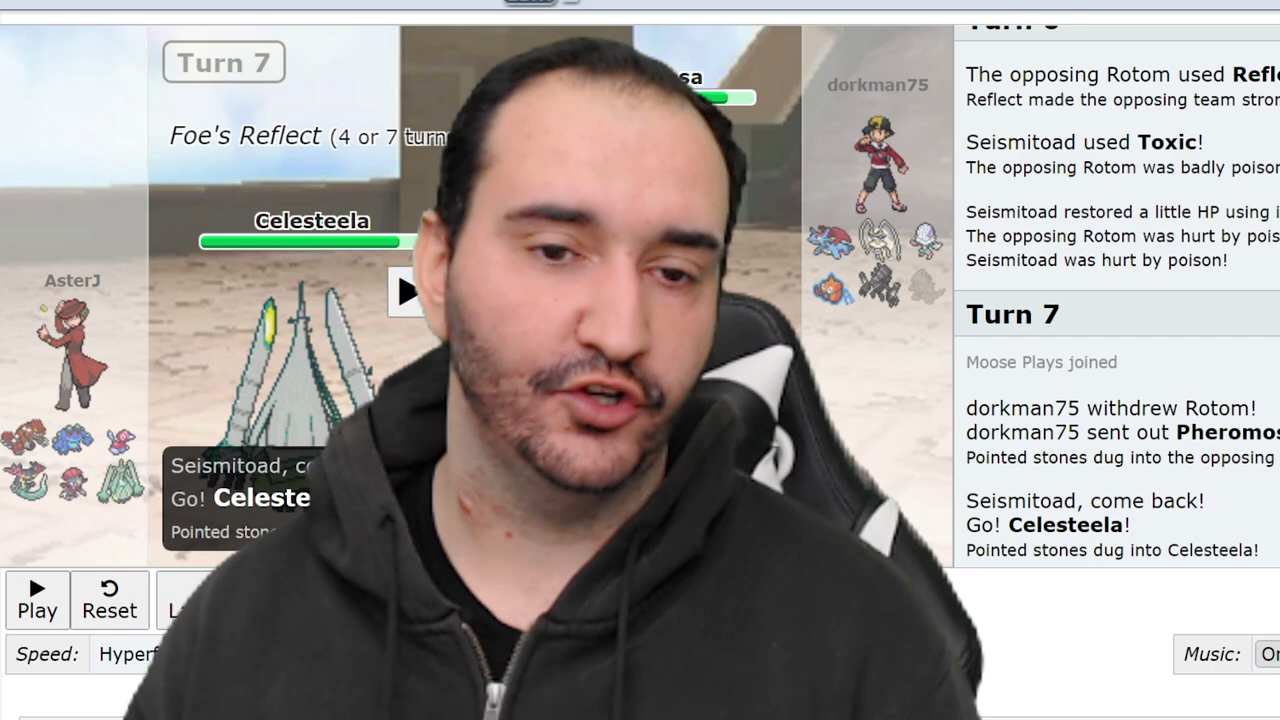 Turn 7
Foe's Reflect (4 or 7 turn
Celesteela
AsterJ
Seismitoad, c
Go! Celeste
Pointed ston
sa
dorkman75
The opposing Rotom used Refl
Reflect made the opposing team stron
Seismitoad used Toxic!
The opposing Rotom was badly poison
Seismitoad restored a little HP using i
The opposing Rotom was hurt by pois
Seismitoad was hurt by poison!
Turn 7
Moose Plays joined
dorkman75 withdrew Rotom!
dorkman75 sent out Pheromos
Pointed stones dug into the opposing
Seismitoad, come back!
Go! Celesteela!
Pointed stones dug into Celesteela!
Play
Reset
L
Speed:
Hyperf
Music:
On